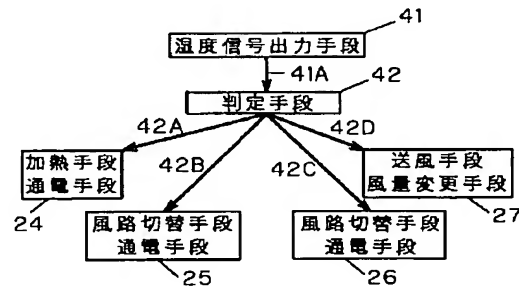 41
温度信号出力手段
41A
42
判定手段
42A
42B
42C
42D
加熱手段
通電手段
24
風路切替手段
通電手段
25
風路切替手段
通電手段
26
送風手段
風量変更手段
27